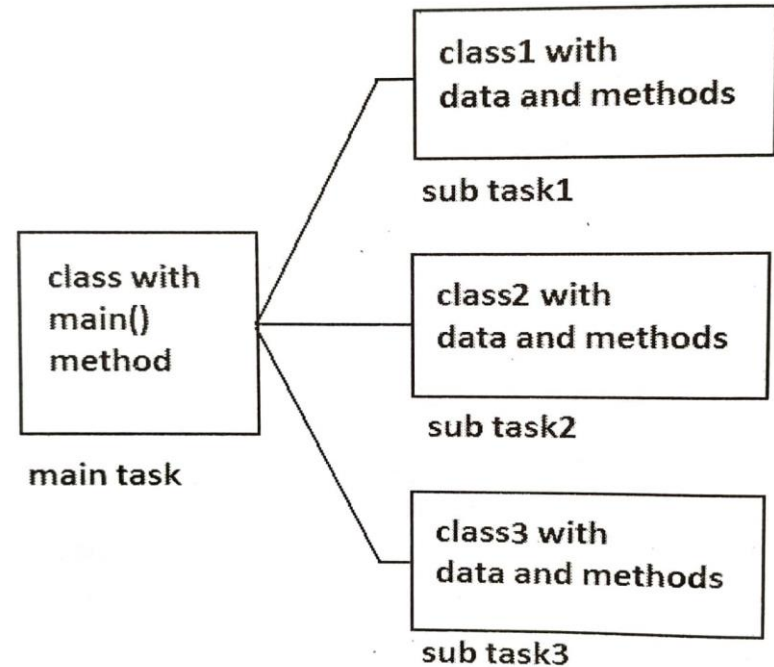 class1 with
data and methods
sub task1
class with
main()
method
main task
class2 with
data and methods
sub task2
class3 with
data and methods
sub task3